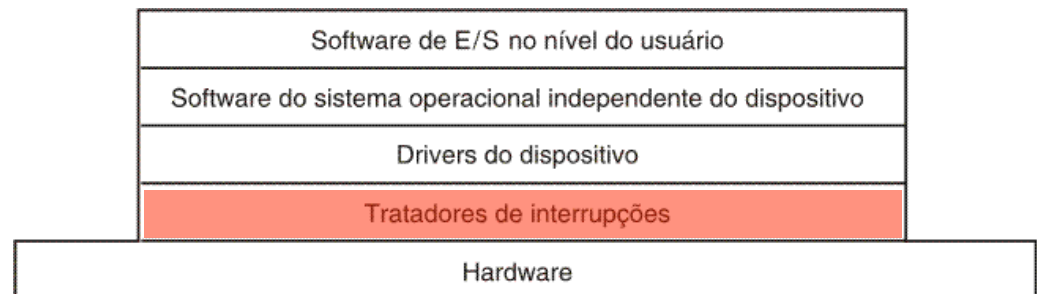 Software de E/S no nível do usuário
Software do sistema operacional independente do dispositivo
Drivers do dispositivo
Tratadores de interrupções
Hardware